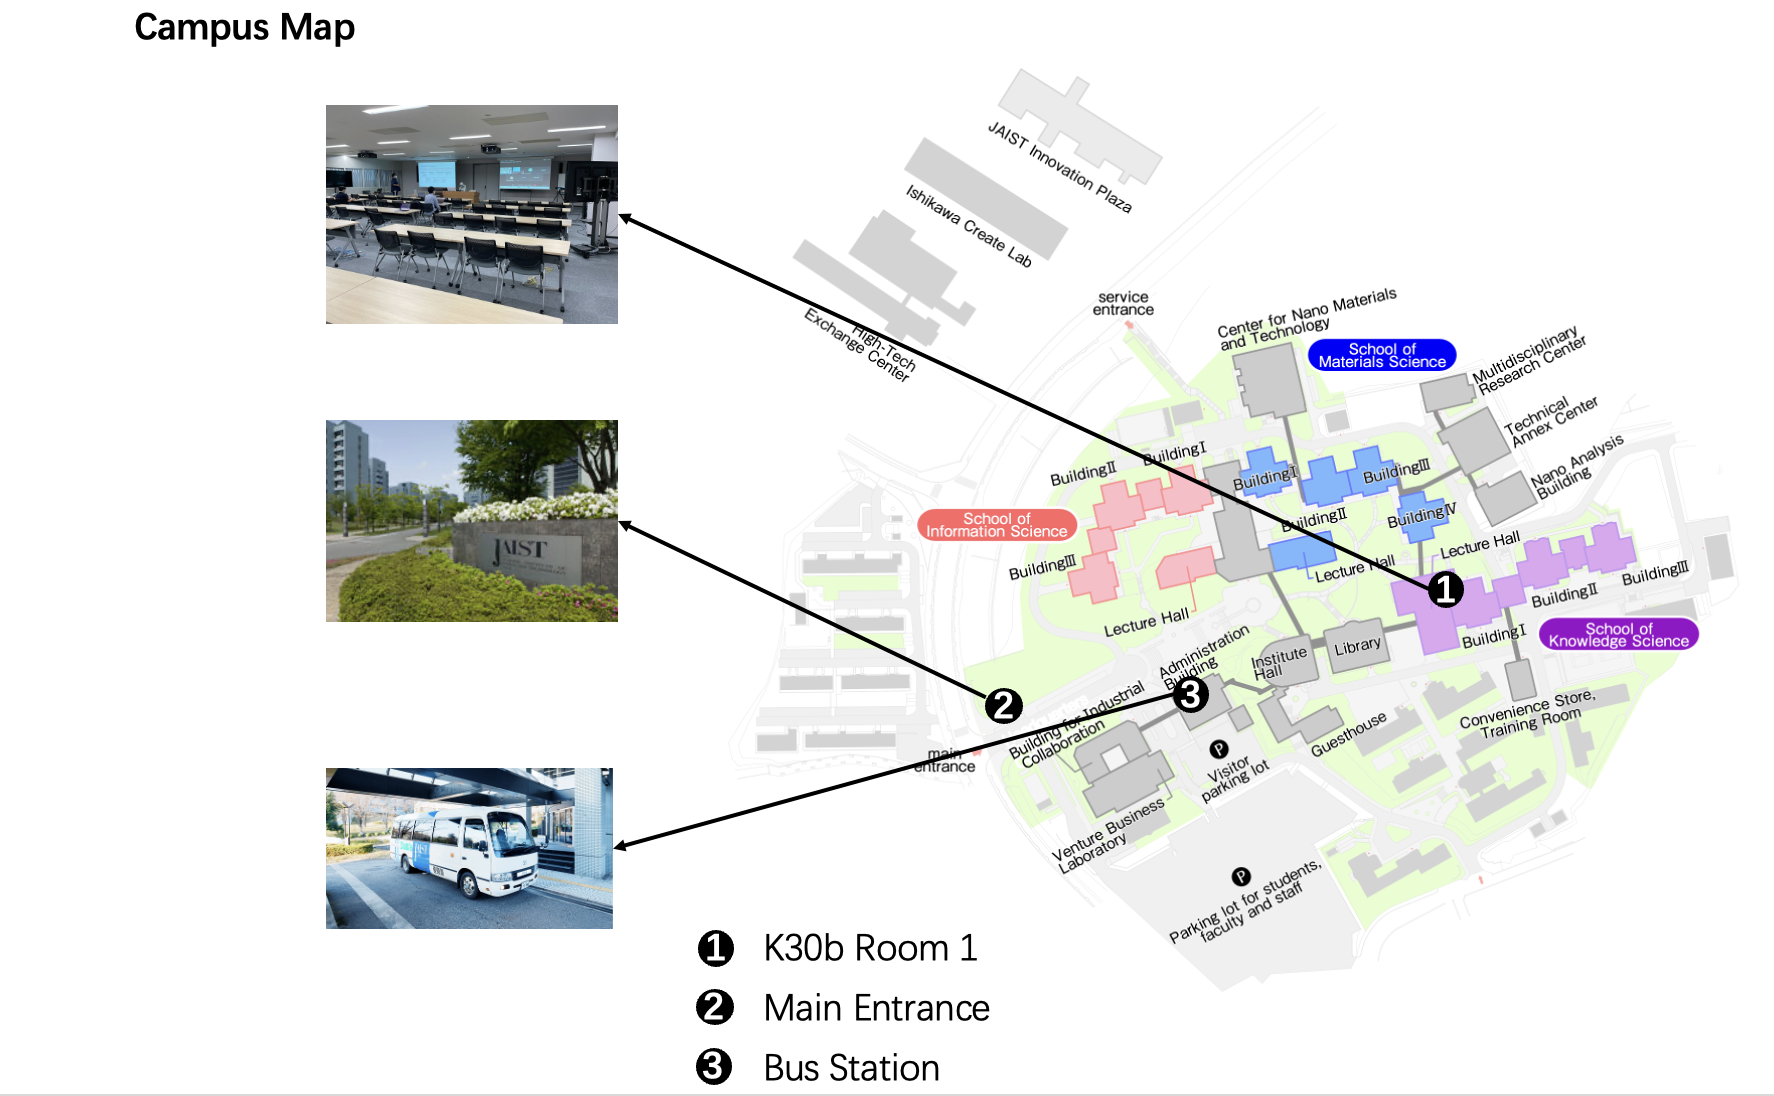 Campus Map
JAIST Innovation Plaza
Ishikawa Create Lab
High-Tech
Exchange Center
service
entrance
Center for Nano Materials
and Technology
School of
Materials Science
Multidisciplinary
Research Center
Technical
Annex Center
Nano Analysis
Building
BuildingⅠ
BuildingⅡ
BuildingⅠ
BuildingⅢ
BuildingⅡ
BuildingⅣ
School of
Information Science
BuildingⅢ
Lecture Hall
Lecture Hall
Lecture Hall
1
BuildingⅢ
BuildingⅡ
BuildingⅠ
School of
Knowledge Science
JAIST
Administration
Building
Institute
Hall
Library
2
3
Building for Industrial
Collaboration
main
entrance
Guesthouse
Convenience Store,
Training Room
P
Visitor
parking lot
Venture Business
Laboratory
P
Parking lot for students,
faculty and staff
1 K30b Room 1
2 Main Entrance
3 Bus Station